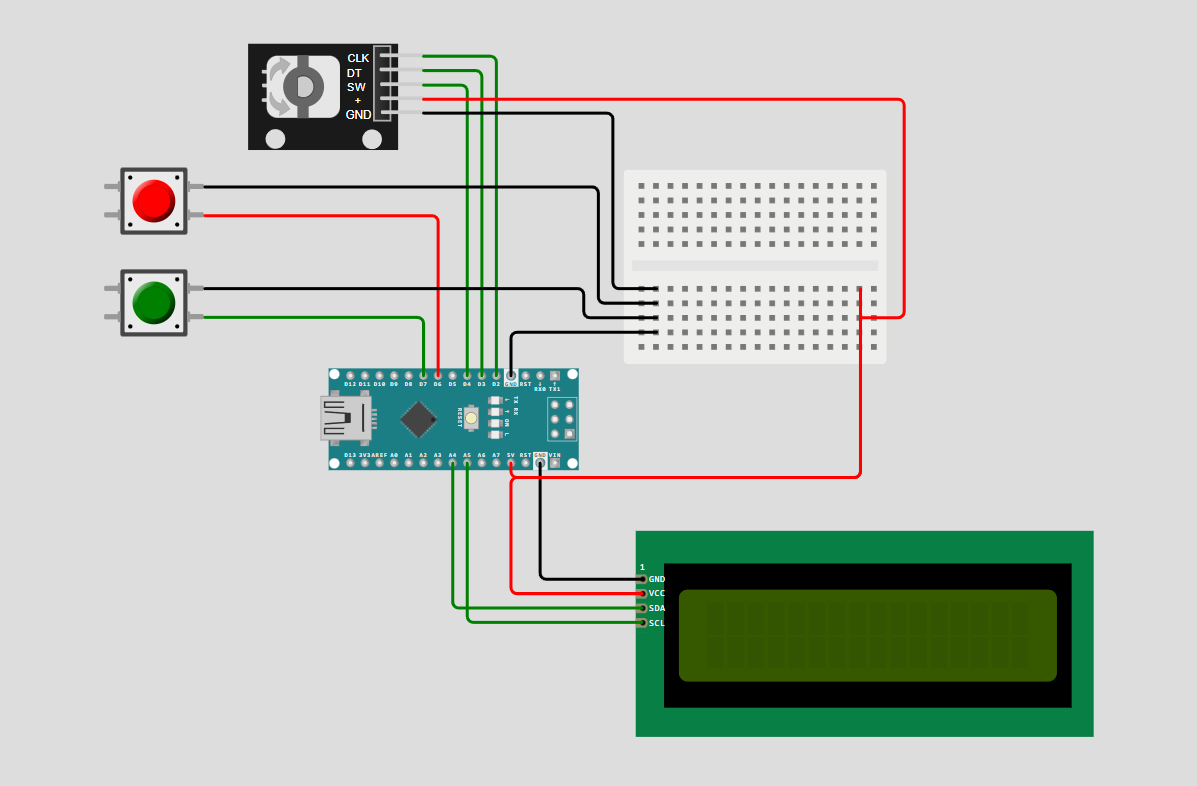 CLK
DT
SW
+
GND
D12 D11 D10 D9 D8 D7 D6 D5 D4 D3 D2 GND RST RX0 TX1
RESET
TX RX
ON L
D13 3V3 AREF A0 A1 A2 A3 A4 A5 A6 A7 5V RST GND VIN
1
GND
VCC
SDA
SCL